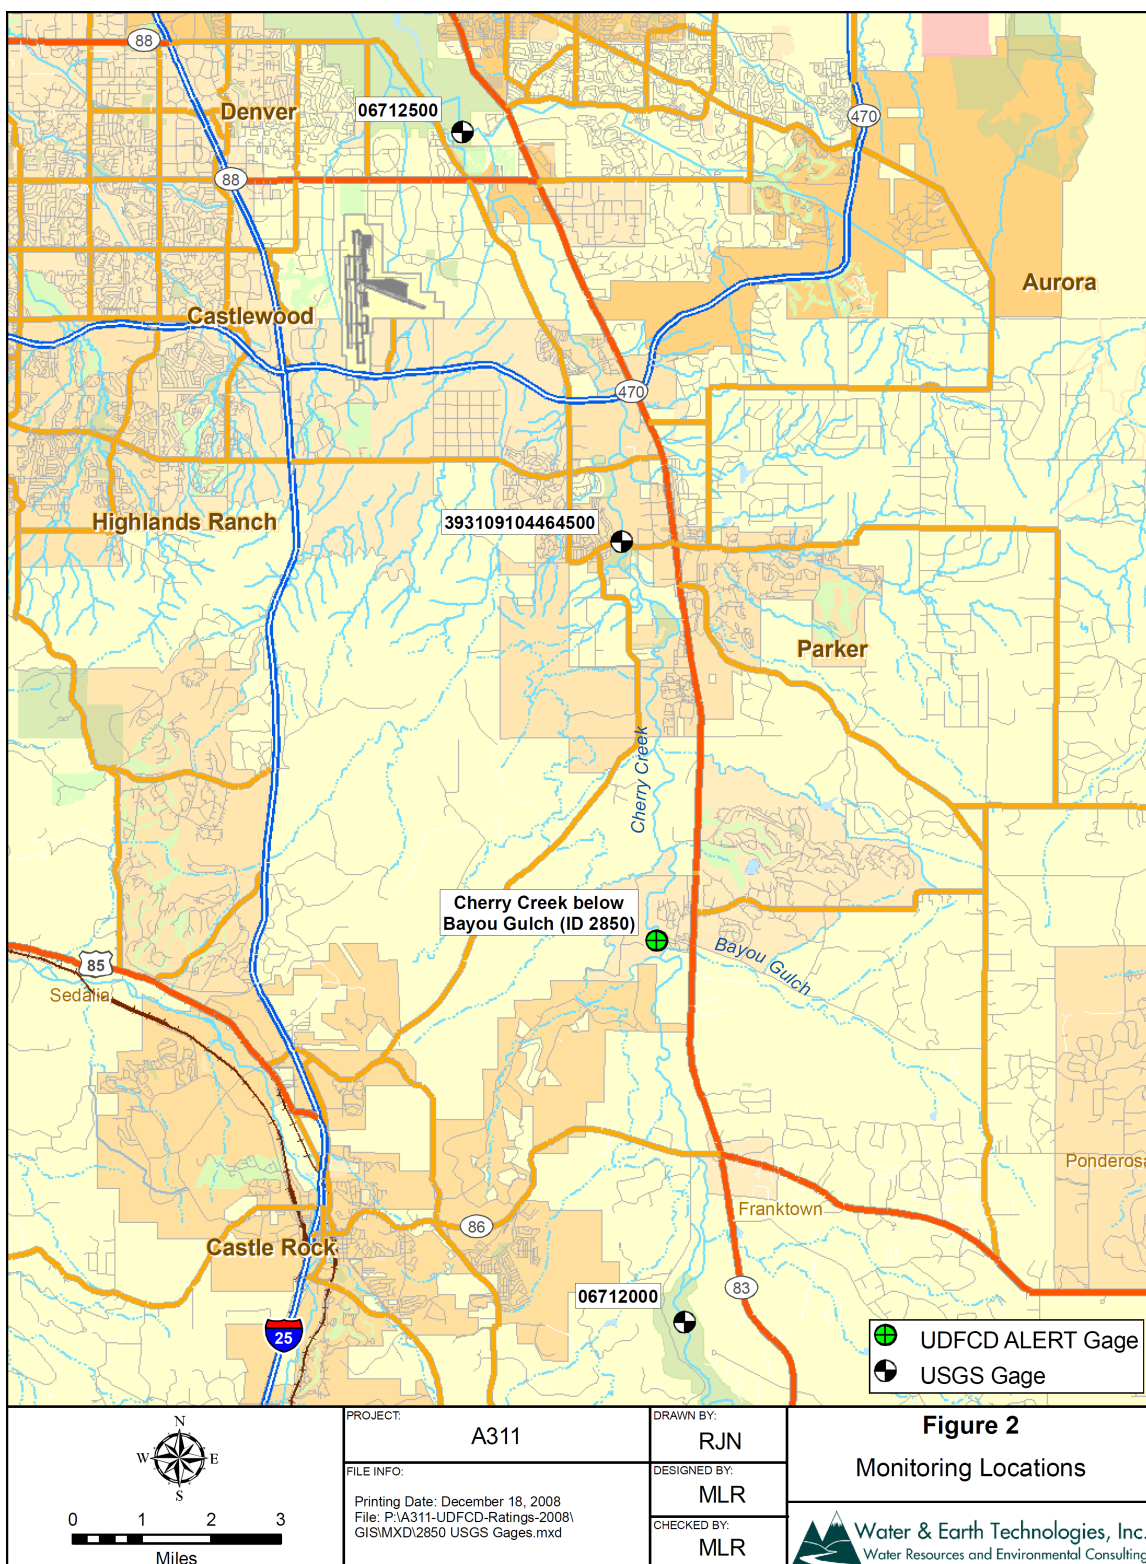 88
Denver
06712500
470
88
Aurora
Castlewood
470
Highlands Ranch
393109104464500
Parker
Cherry Creek
Cherry Creek below
Bayou Gulch (ID 2850)
Bayou Gulch
85
Sedalia
Ponderosa
Franktown
86
Castle Rock
83
06712000
25
UDFCD ALERT Gage
USGS Gage
N
W E
S
0 1 2 3
Miles
PROJECT:
A311
FILE INFO:
Printing Date: December 18, 2008
File: P:\A311-UDFCD-Ratings-2008\
GIS\MXD\2850 USGS Gages.mxd
DRAWN BY:
RJN
DESIGNED BY:
MLR
CHECKED BY:
MLR
Figure 2
Monitoring Locations
Water & Earth Technologies, Inc.
Water Resources and Environmental Consulting